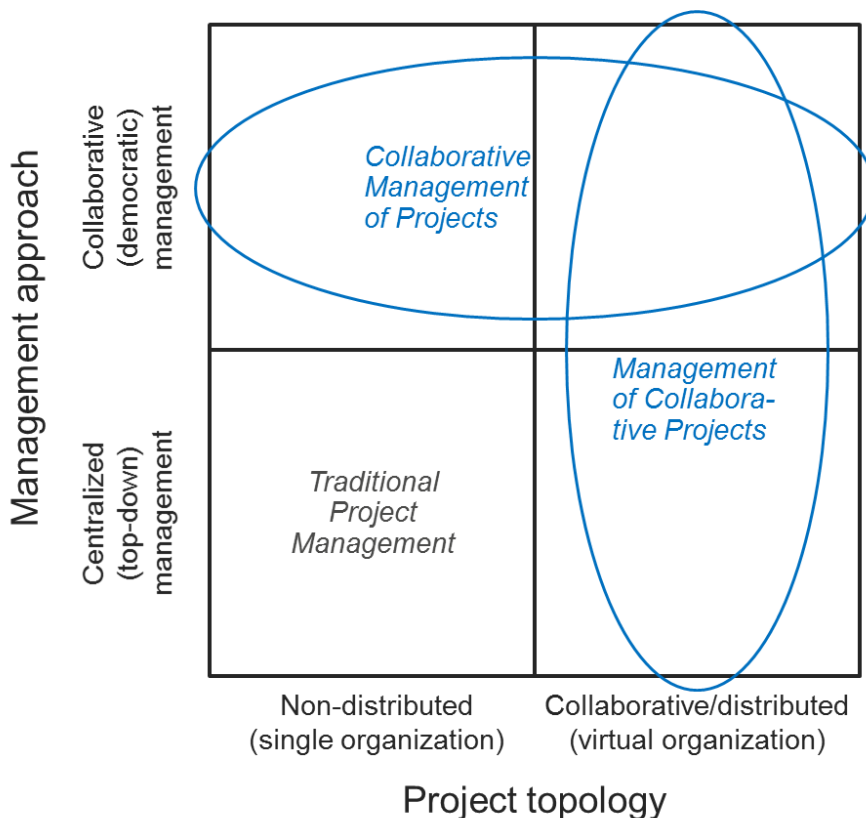 Management approach
Collaborative
(democratic)
management
Centralized
(top-down)
management
Collaborative
Management
of Projects
Management
of Collabora-
tive Projects
Traditional
Project
Management
Non-distributed
(single organization)
Collaborative/distributed
(virtual organization)
Project topology